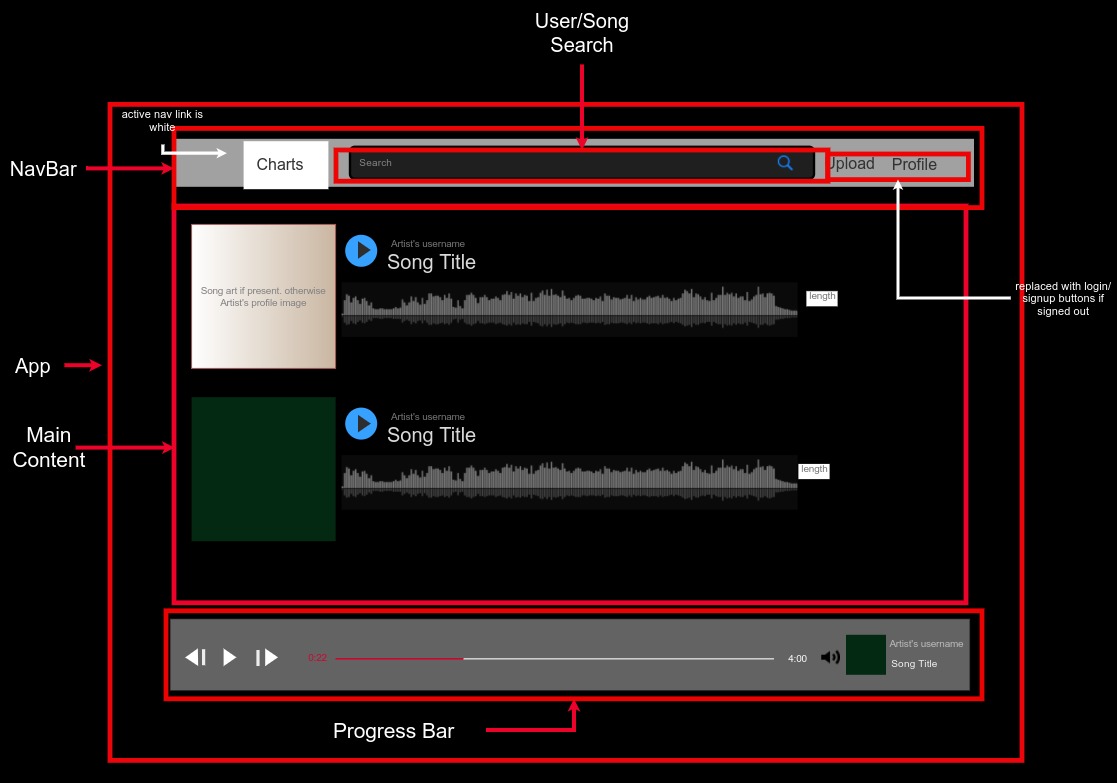 User/Song
Search
active nav link is
white
NavBar
Charts
Search
Upload
Profile
Artist's username
Song Title
Song art if present. otherwise
Artist's profile image
length
replaced with login/
signup buttons if
signed out
App
Artist's username
Song Title
Main
Content
length
0:22
4:00
Artist's username
Song Title
Progress Bar